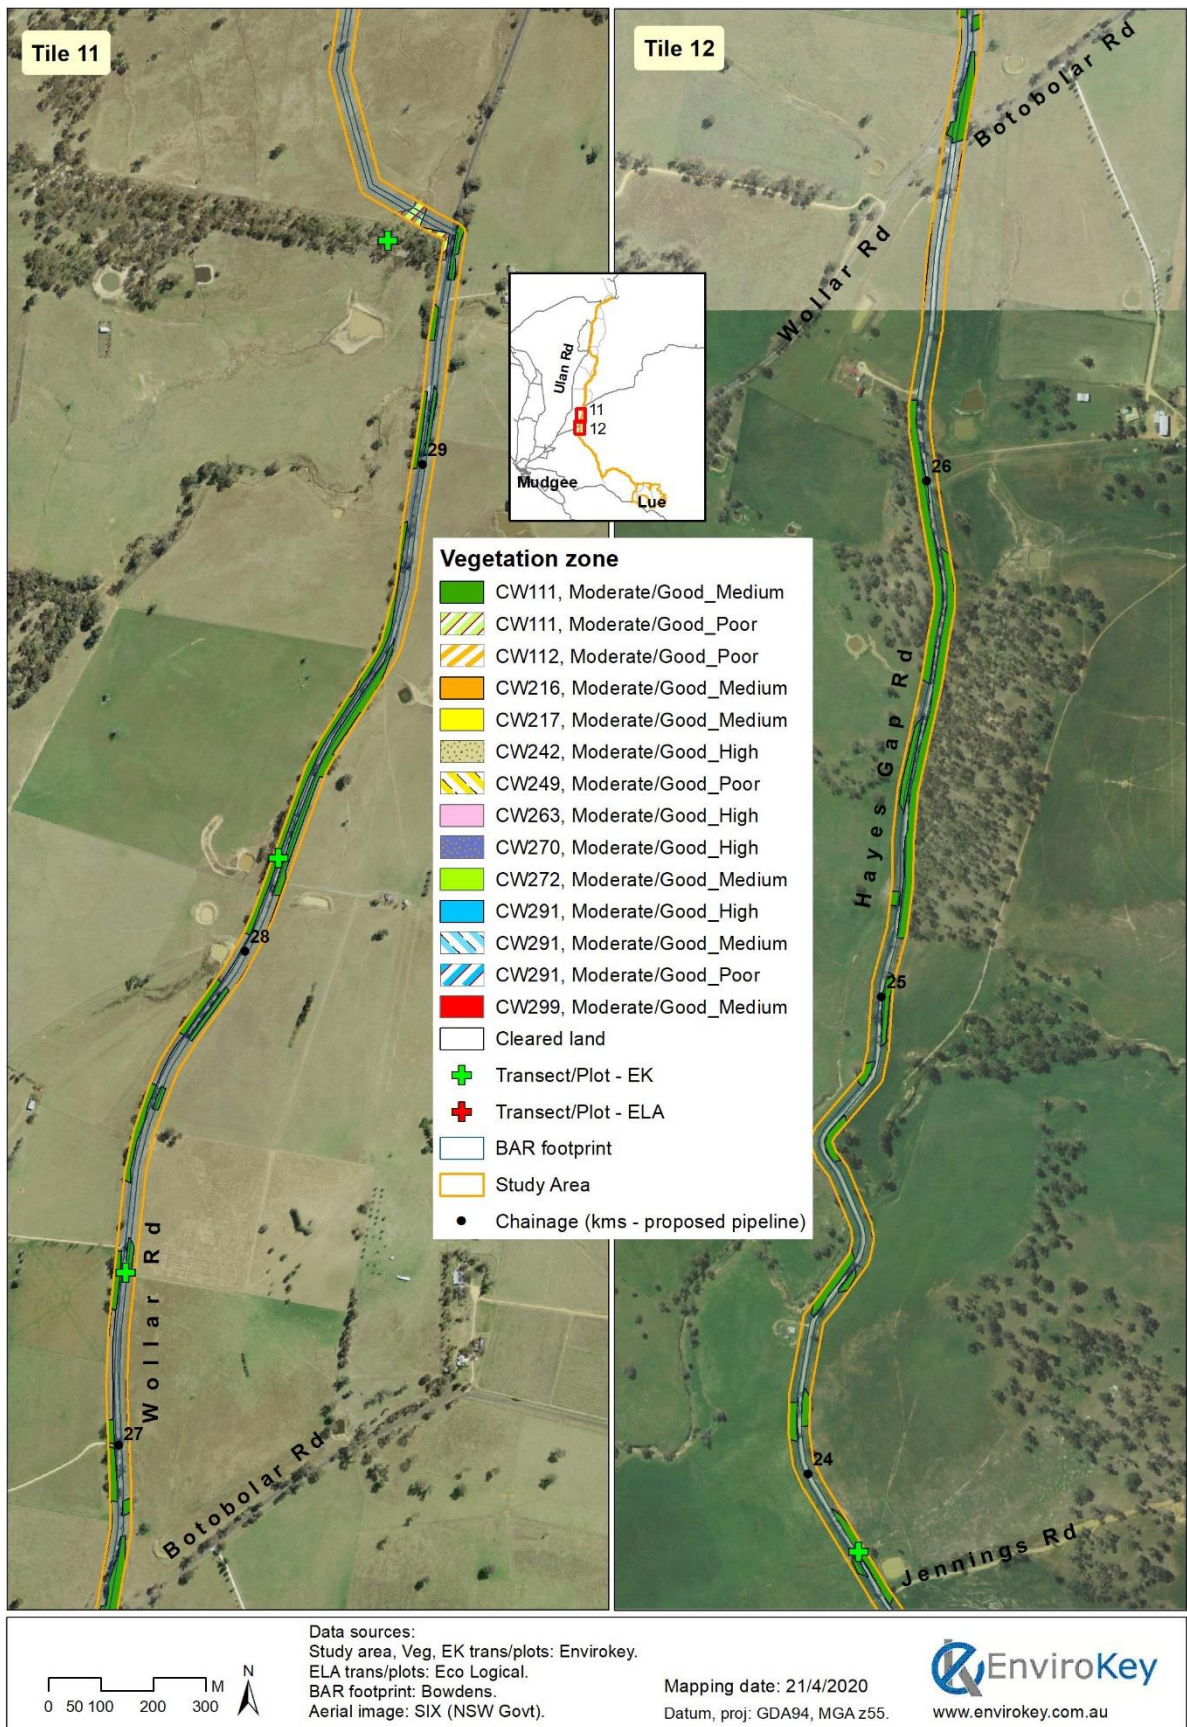 Tile 11
Tile 12
Botobolar Rd
Wollar Rd
Ulan Rd
11
12
Mudgee
Lue
29
26
Vegetation zone
CW111, Moderate/Good_Medium
CW111, Moderate/Good_Poor
CW112, Moderate/Good_Poor
CW216, Moderate/Good_Medium
CW217, Moderate/Good_Medium
CW242, Moderate/Good_High
CW249, Moderate/Good_Poor
CW263, Moderate/Good_High
CW270, Moderate/Good_High
CW272, Moderate/Good_Medium
CW291, Moderate/Good_High
CW291, Moderate/Good_Medium
CW291, Moderate/Good_Poor
CW299, Moderate/Good_Medium
Cleared land
Transect/Plot - EK
Transect/Plot - ELA
BAR footprint
Study Area
Chainage (kms - proposed pipeline)
Hayes Gap Rd
28
25
Wollar Rd
27
24
Botobolar Rd
Jennings Rd
M
0 50 100 200 300
N
Data sources:
Study area, Veg, EK trans/plots: Envirokey.
ELA trans/plots: Eco Logical.
BAR footprint: Bowdens.
Aerial image: SIX (NSW Govt).
Mapping date: 21/4/2020
Datum, proj: GDA94, MGA z55.
EnviroKey
www.envirokey.com.au